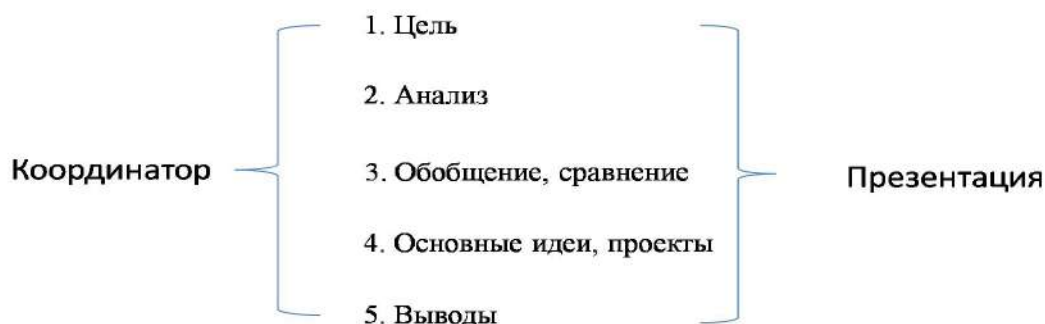 1. Цель
2. Анализ
Координатор
3. Обобщение, сравнение
Презентация
4. Основные идеи, проекты
5. Выводы